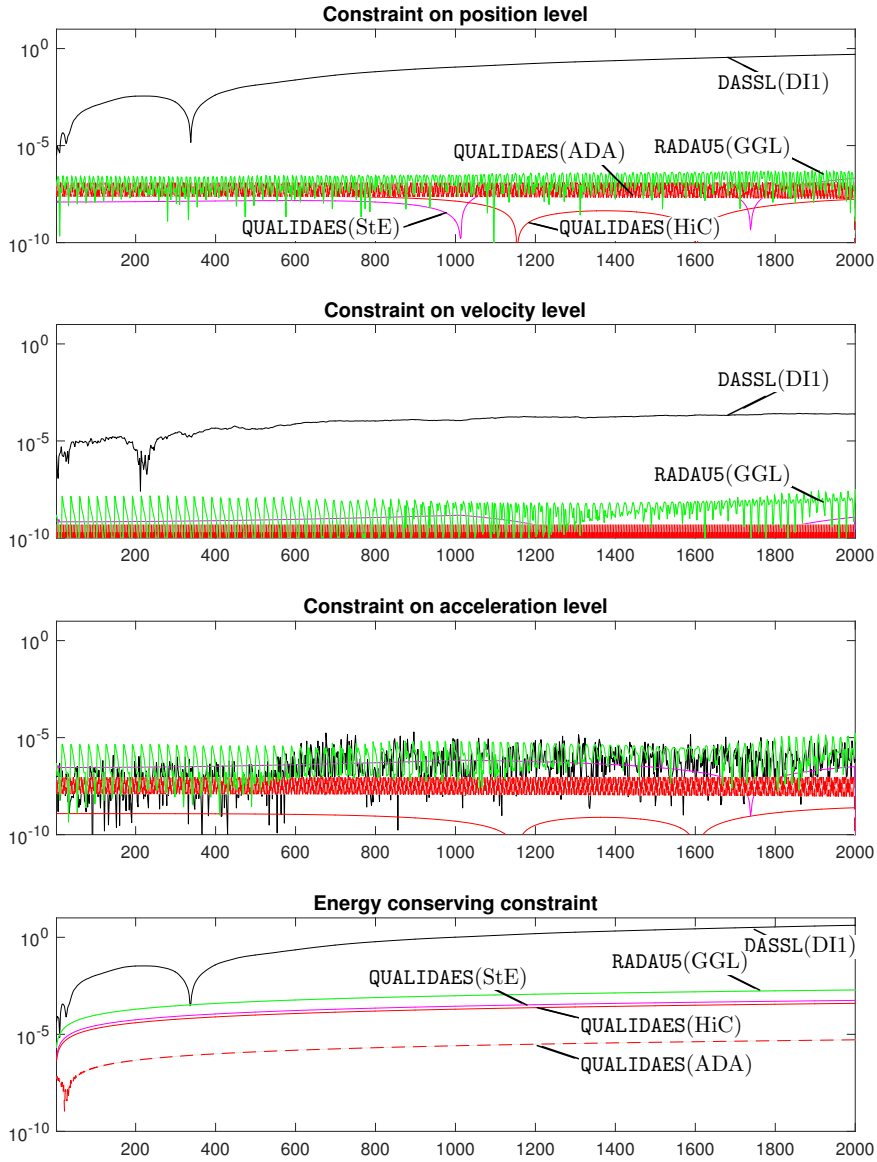 Constraint on position level
10^0
DASSL(DI1)
10^-5
QUALIDAES(ADA)
RADAU5(GGL)
QUALIDAES(StE)
QUALIDAES(HiC)
10^-10
200 400 600 800 1000 1200 1400 1600 1800 2000
Constraint on velocity level
10^0
DASSL(DI1)
10^-5
RADAU5(GGL)
10^-10
200 400 600 800 1000 1200 1400 1600 1800 2000
Constraint on acceleration level
10^0
10^-5
10^-10
200 400 600 800 1000 1200 1400 1600 1800 2000
Energy conserving constraint
10^0
DASSL(DI1)
RADAU5(GGL)
QUALIDAES(StE)
QUALIDAES(HiC)
10^-5
QUALIDAES(ADA)
10^-10
200 400 600 800 1000 1200 1400 1600 1800 2000